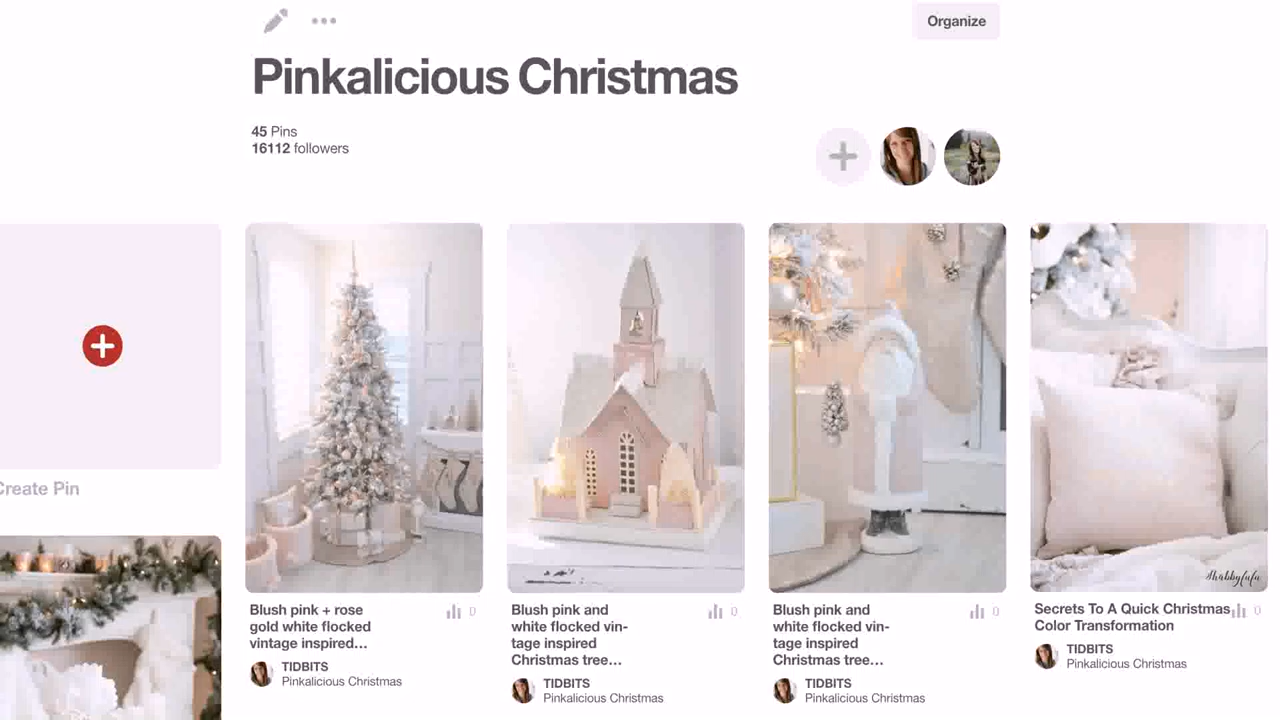 Organize
Pinkalicious Christmas
45 Pins
16112 followers
Create Pin
Blush pink + rose
gold white flocked
vintage inspired...
0
TIDBITS
Pinkalicious Christmas
Blush pink and
white flocked vin-
tage inspired
Christmas tree...
0
TIDBITS
Pinkalicious Christmas
Blush pink and
white flocked vin-
tage inspired
Christmas tree...
0
TIDBITS
Pinkalicious Christmas
Shabbyfufu
Secrets To A Quick Christmas
Color Transformation
0
TIDBITS
Pinkalicious Christmas